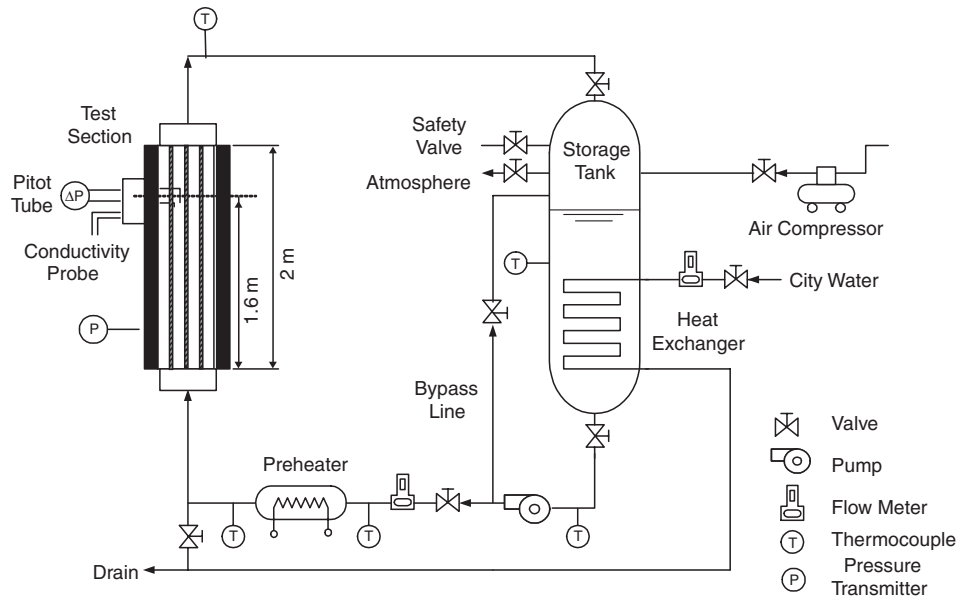 T
Test
Section
Safety
Valve
Storage
Tank
Atmosphere
Pitot
Tube
ΔP
Air Compressor
Conductivity
Probe
T
City Water
1.6 m
2 m
P
Heat
Exchanger
Bypass
Line
Valve
Preheater
Pump
Flow Meter
T
T
T
T
Thermocouple
Drain
P
Pressure
Transmitter